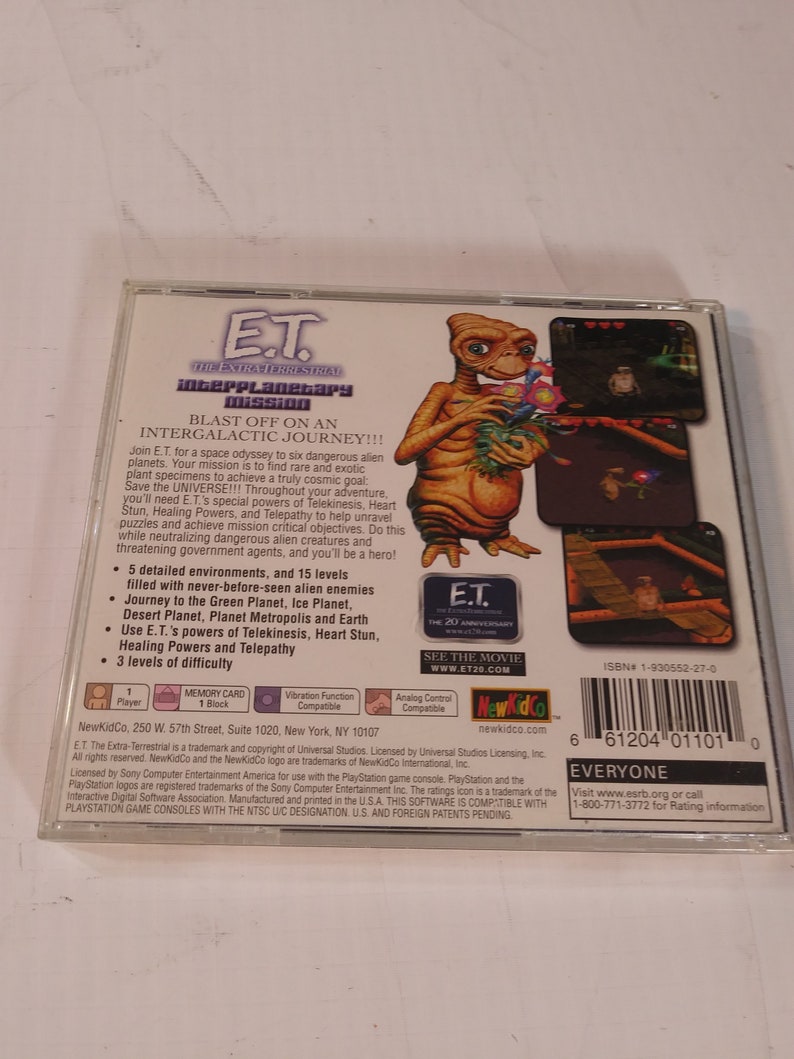 E.T.
THE EXTRA-TERRESTRIAL
interplanetary
mission
BLAST OFF ON AN
INTERGALACTIC JOURNEY!!!
Join E.T. for a space odyssey to six dangerous alien
planets. Your mission is to find rare and exotic
plant specimens to achieve a truly cosmic goal:
Save the UNIVERSE!!! Throughout your adventure,
you'll need E.T.'s special powers of Telekinesis, Heart
Stun, Healing Powers, and Telepathy to help unravel
puzzles and achieve mission critical objectives. Do this
while neutralizing dangerous alien creatures and
threatening government agents, and you'll be a hero!
• 5 detailed environments, and 15 levels
filled with never-before-seen alien enemies
• Journey to the Green Planet, Ice Planet,
Desert Planet, Planet Metropolis and Earth
• Use E.T.'s powers of Telekinesis, Heart Stun,
Healing Powers and Telepathy
• 3 levels of difficulty
E.T.
THE EXTRA-TERRESTRIAL
THE 20th ANNIVERSARY
www.et20.com
SEE THE MOVIE
WWW.ET20.COM
1
Player
MEMORY CARD
1 Block
Vibration Function
Compatible
Analog Control
Compatible
NewKidCo™
newkidco.com
ISBN# 1-930552-27-0
6 61204 01101 0
NewKidCo, 250 W. 57th Street, Suite 1020, New York, NY 10107
E.T. The Extra-Terrestrial is a trademark and copyright of Universal Studios. Licensed by Universal Studios Licensing, Inc.
All rights reserved. NewKidCo and the NewKidCo logo are trademarks of NewKidCo International, Inc.
Licensed by Sony Computer Entertainment America for use with the PlayStation game console. PlayStation and the
PlayStation logos are registered trademarks of the Sony Computer Entertainment Inc. The ratings icon is a trademark of the
Interactive Digital Software Association. Manufactured and printed in the U.S.A. THIS SOFTWARE IS COMPATIBLE WITH
PLAYSTATION GAME CONSOLES WITH THE NTSC U/C DESIGNATION. U.S. AND FOREIGN PATENTS PENDING.
EVERYONE
Visit www.esrb.org or call
1-800-771-3772 for Rating information